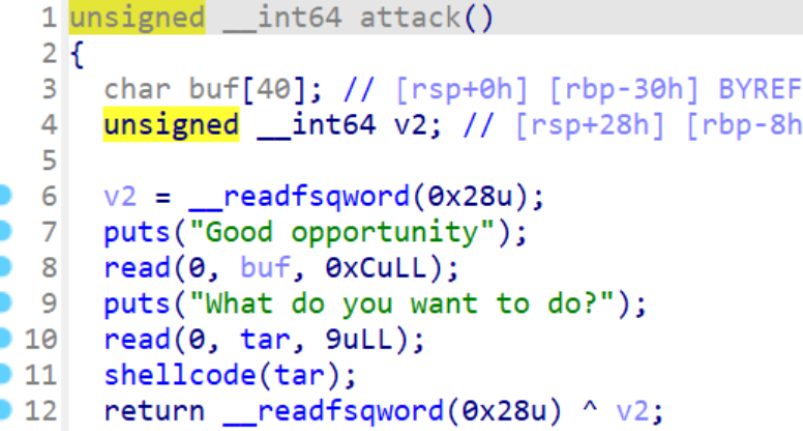 1 unsigned __int64 attack()
2 {
3 char buf[40]; // [rsp+0h] [rbp-30h] BYREF
4 unsigned __int64 v2; // [rsp+28h] [rbp-8h
5
6 v2 = __readfsqword(0x28u);
7 puts("Good opportunity");
8 read(0, buf, 0xCuLL);
9 puts("What do you want to do?");
10 read(0, tar, 9uLL);
11 shellcode(tar);
12 return __readfsqword(0x28u) ^ v2;